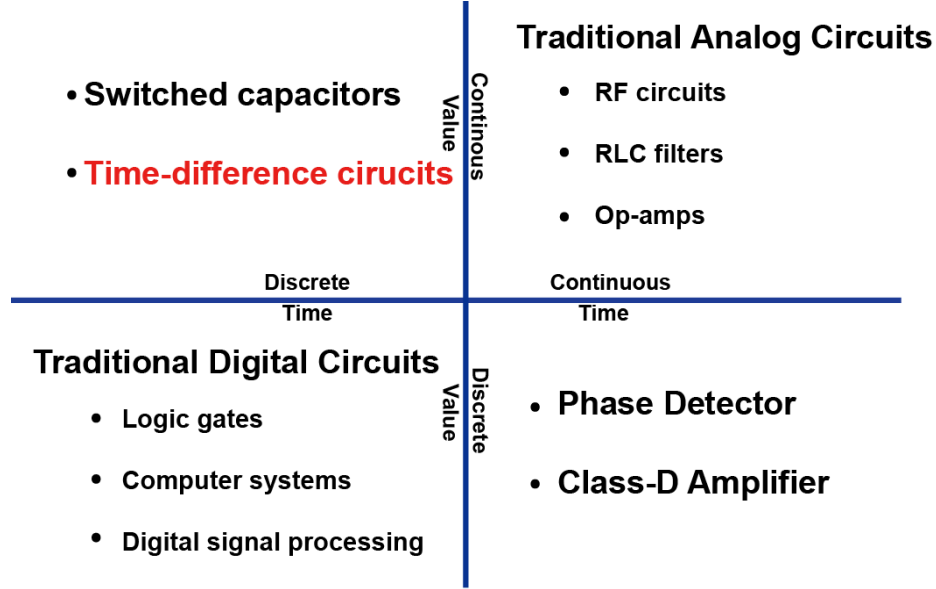 Traditional Analog Circuits
• Switched capacitors
• RF circuits
• Time-difference cirucits
• RLC filters
• Op-amps
Continous
Value
Discrete
Time
Continuous
Time
Traditional Digital Circuits
• Logic gates
• Computer systems
• Digital signal processing
Discrete
Value
• Phase Detector
• Class-D Amplifier